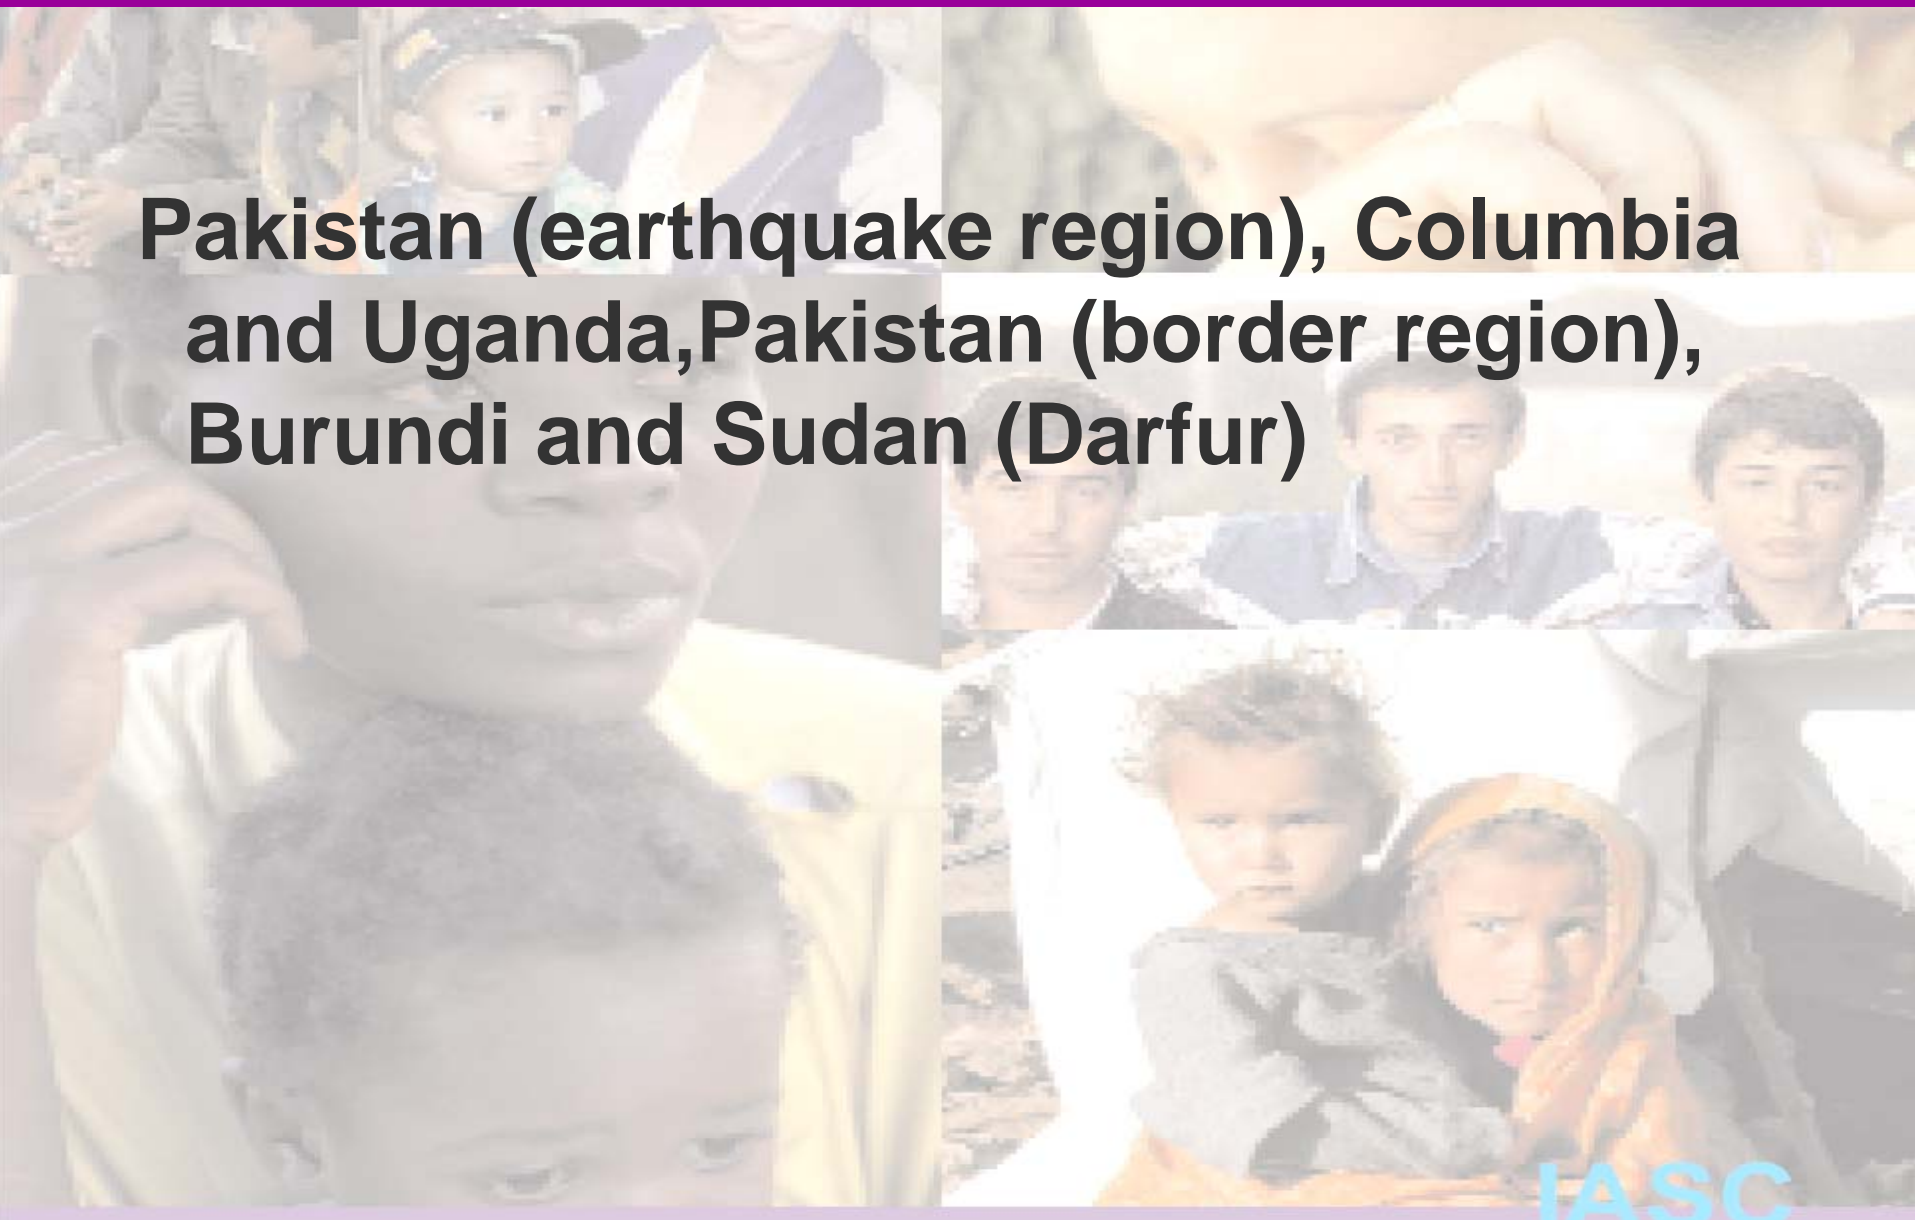 Pakistan (earthquake region), Columbia
and Uganda,Pakistan (border region),
Burundi and Sudan (Darfur)
IASC